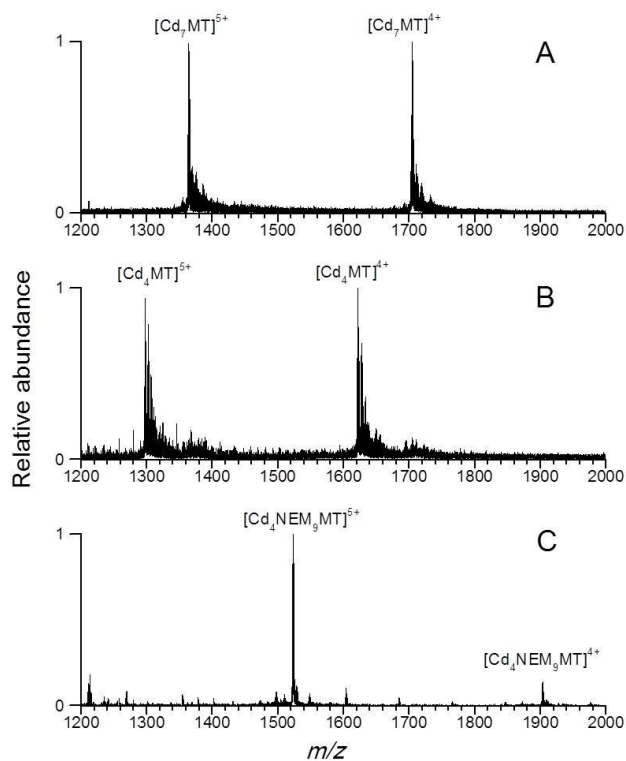 [Cd₇MT]⁵⁺ [Cd₇MT]⁴⁺
A
1
0
1200 1300 1400 1500 1600 1700 1800 1900 2000
[Cd₄MT]⁵⁺ [Cd₄MT]⁴⁺
B
1
0
1200 1300 1400 1500 1600 1700 1800 1900 2000
Relative abundance
[Cd₄NEM₉MT]⁵⁺
C
1
[Cd₄NEM₉MT]⁴⁺
0
1200 1300 1400 1500 1600 1700 1800 1900 2000
m/z